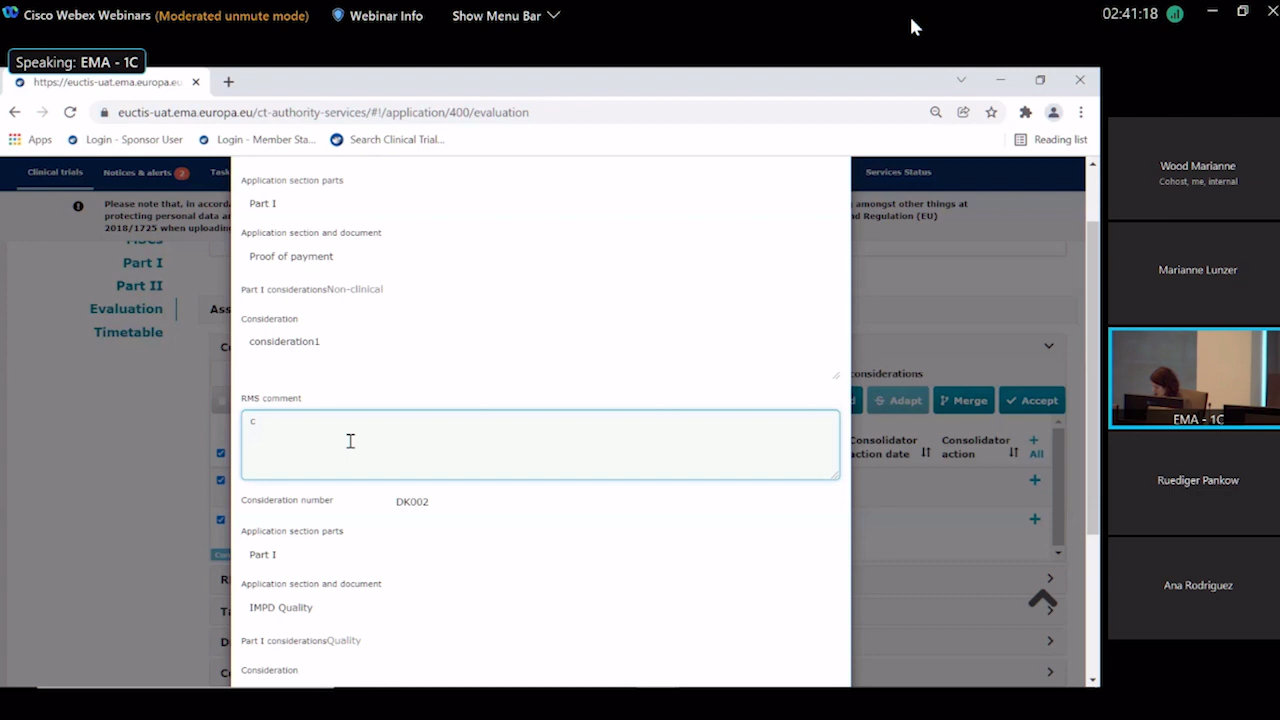 Cisco Webex Webinars (Moderated unmute mode) Webinar Info Show Menu Bar 02:41:18
Speaking: EMA - 1C
https://euctis-uat.ema.europa.eu
euctis-uat.ema.europa.eu/ct-authority-services/#!/application/400/evaluation
Apps Login - Sponsor User Login - Member Sta... Search Clinical Trial... Reading list
Clinical trials Notices & alerts 2 Task Services Status
Please note that, in accorda amongst other things at
protecting personal data ar d Regulation (EU)
2018/1725 when uploading
MSCs
Part I
Part II
Evaluation
Timetable
Ass
Application section parts
Part I
Application section and document
Proof of payment
Part I considerationsNon-clinical
Consideration
consideration1
RMS comment
c
Consideration number DK002
Application section parts
Part I
Application section and document
IMPD Quality
Part I considerationsQuality
Consideration
considerations
Adapt Merge Accept
Consolidator Consolidator +
action date action All
Wood Marianne
Cohost, me, internal
Marianne Lunzer
EMA - 1C
Ruediger Pankow
Ana Rodriguez